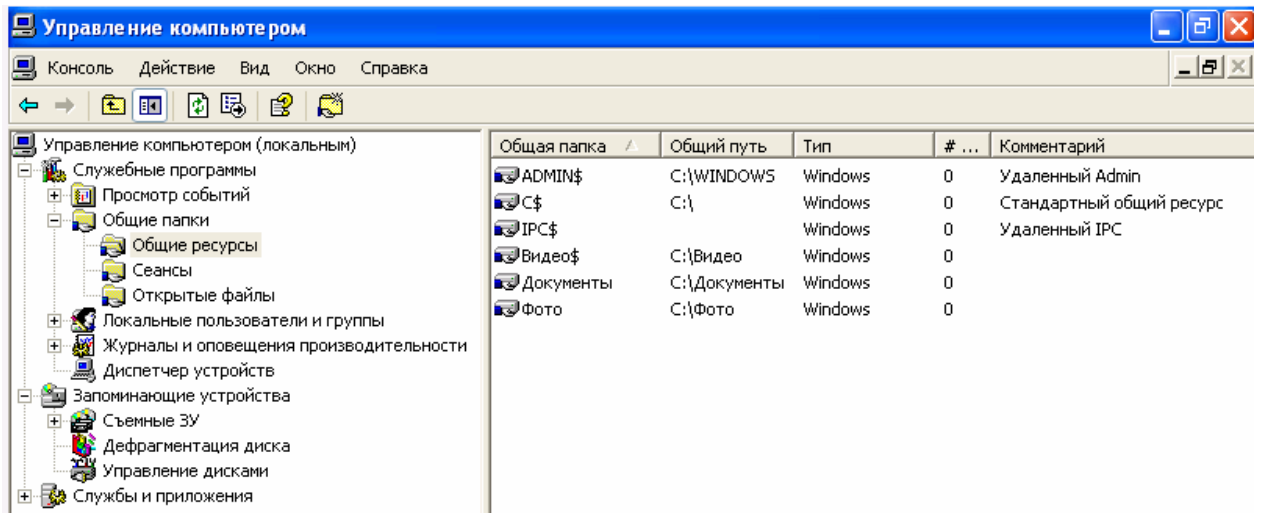 Управление компьютером
Консоль Действие Вид Окно Справка
Управление компьютером (локальным)
Служебные программы
Просмотр событий
Общие папки
Общие ресурсы
Сеансы
Открытые файлы
Локальные пользователи и группы
Журналы и оповещения производительности
Диспетчер устройств
Запоминающие устройства
Съемные ЗУ
Дефрагментация диска
Управление дисками
Службы и приложения
Общая папка Общий путь Тип # ... Комментарий
ADMIN$ C:\WINDOWS Windows 0 Удаленный Admin
C$ C:\ Windows 0 Стандартный общий ресурс
IPC$ Windows 0 Удаленный IPC
Видео$ C:\Видео Windows 0
Документы C:\Документы Windows 0
Фото C:\Фото Windows 0